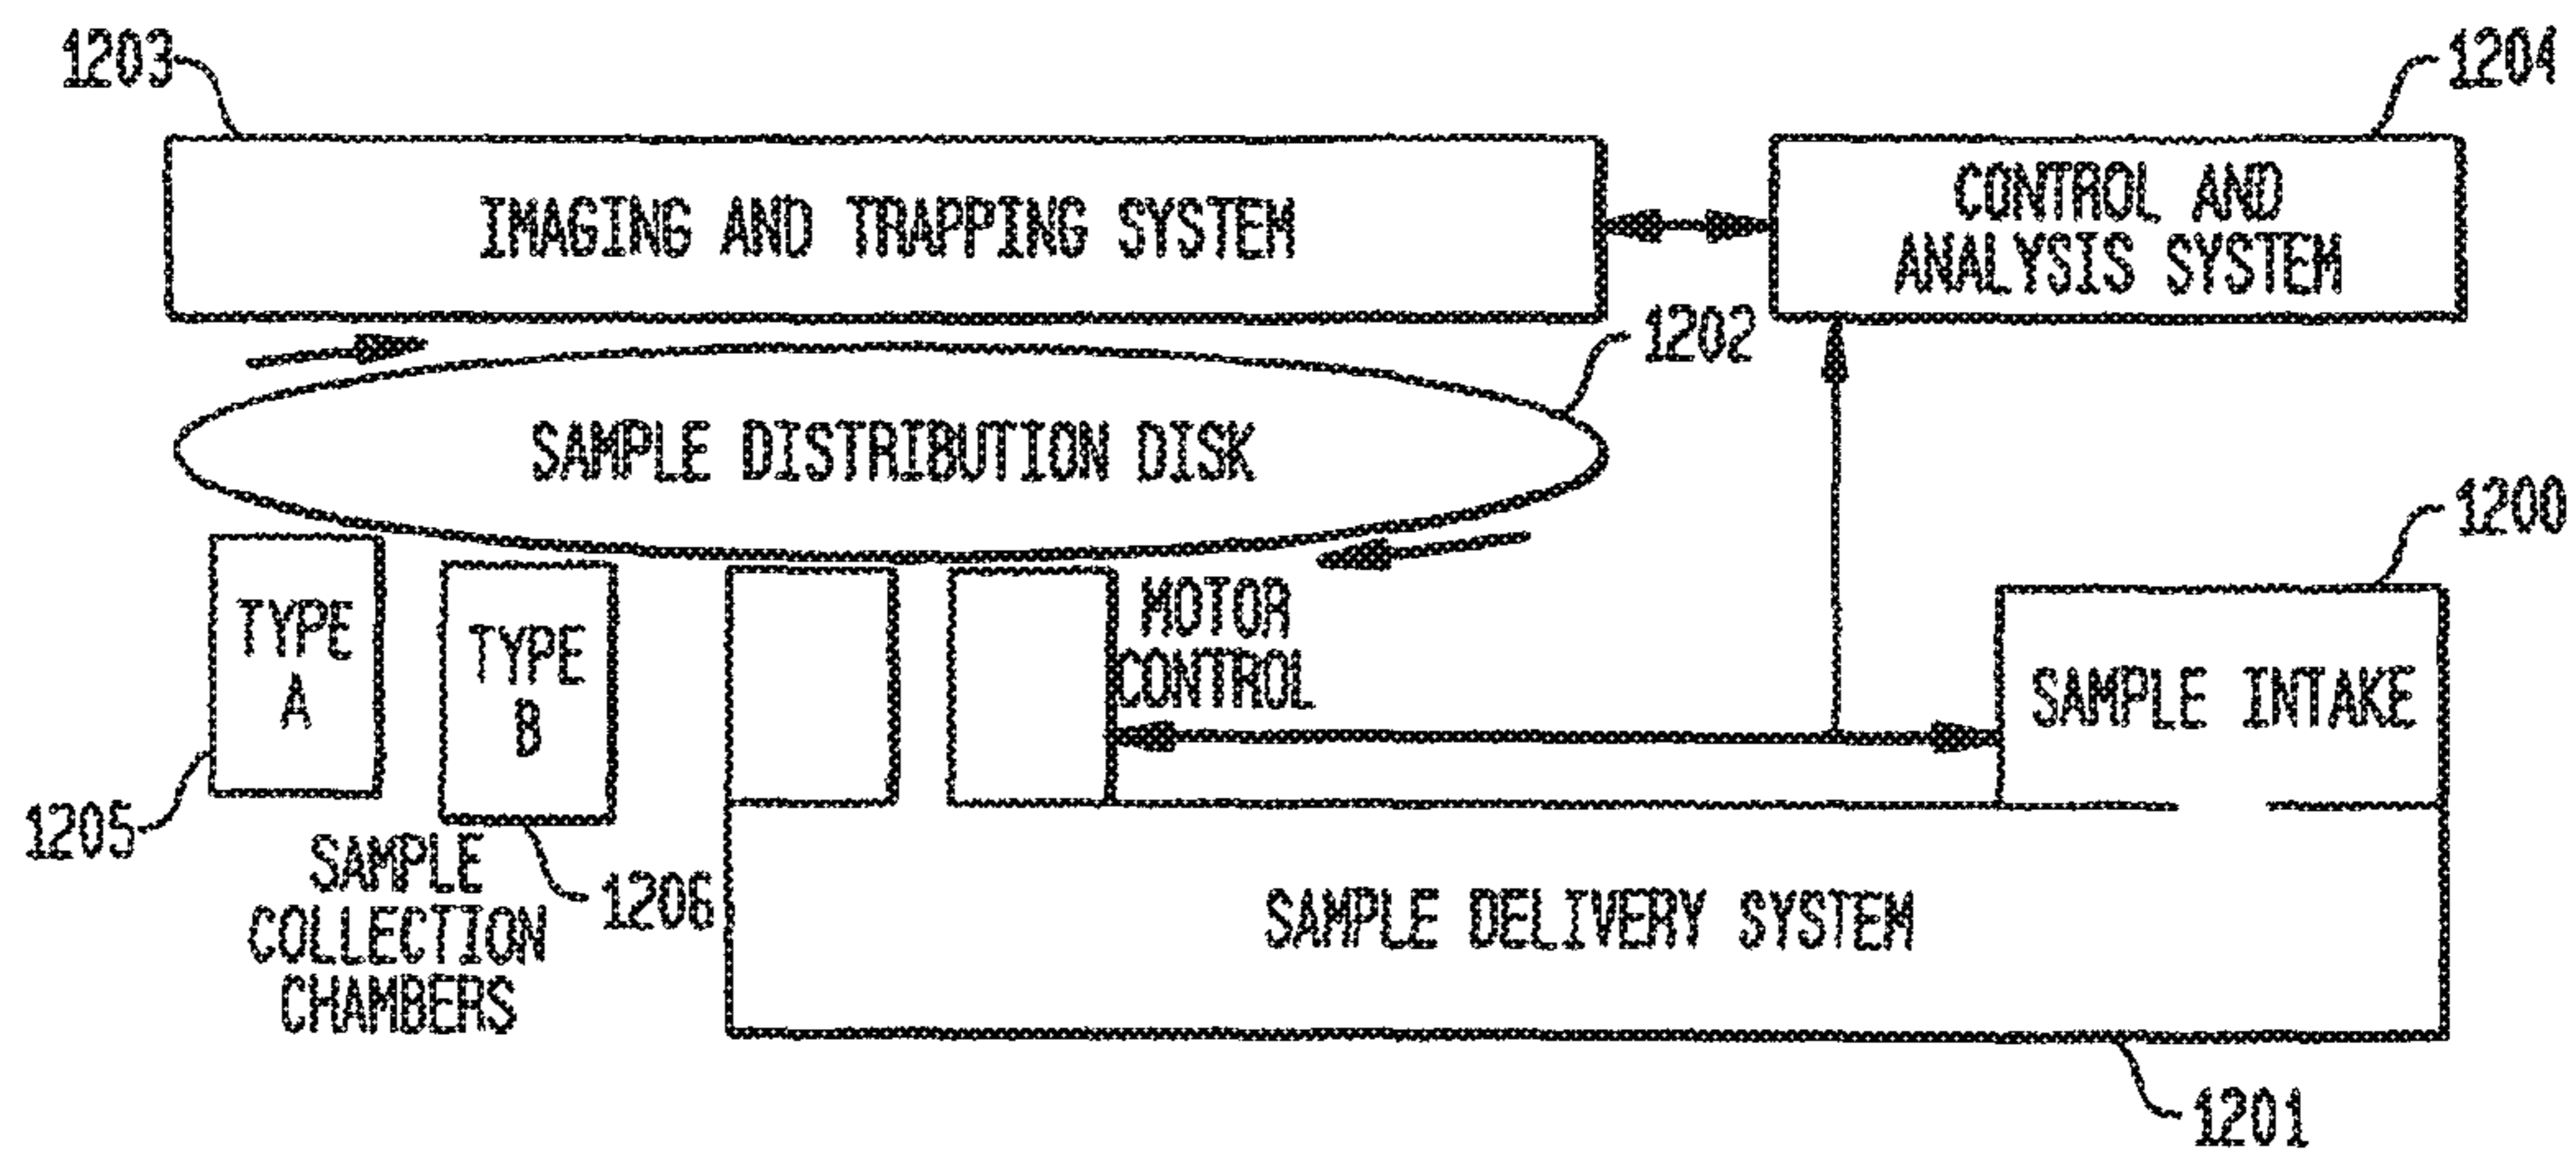 1203
1204
IMAGING AND TRAPPING SYSTEM
CONTROL AND
ANALYSIS SYSTEM
1202
SAMPLE DISTRIBUTION DISK
1200
TYPE
A
TYPE
B
MOTOR
CONTROL
SAMPLE INTAKE
1205
SAMPLE
COLLECTION
CHAMBERS
1206
SAMPLE DELIVERY SYSTEM
1201